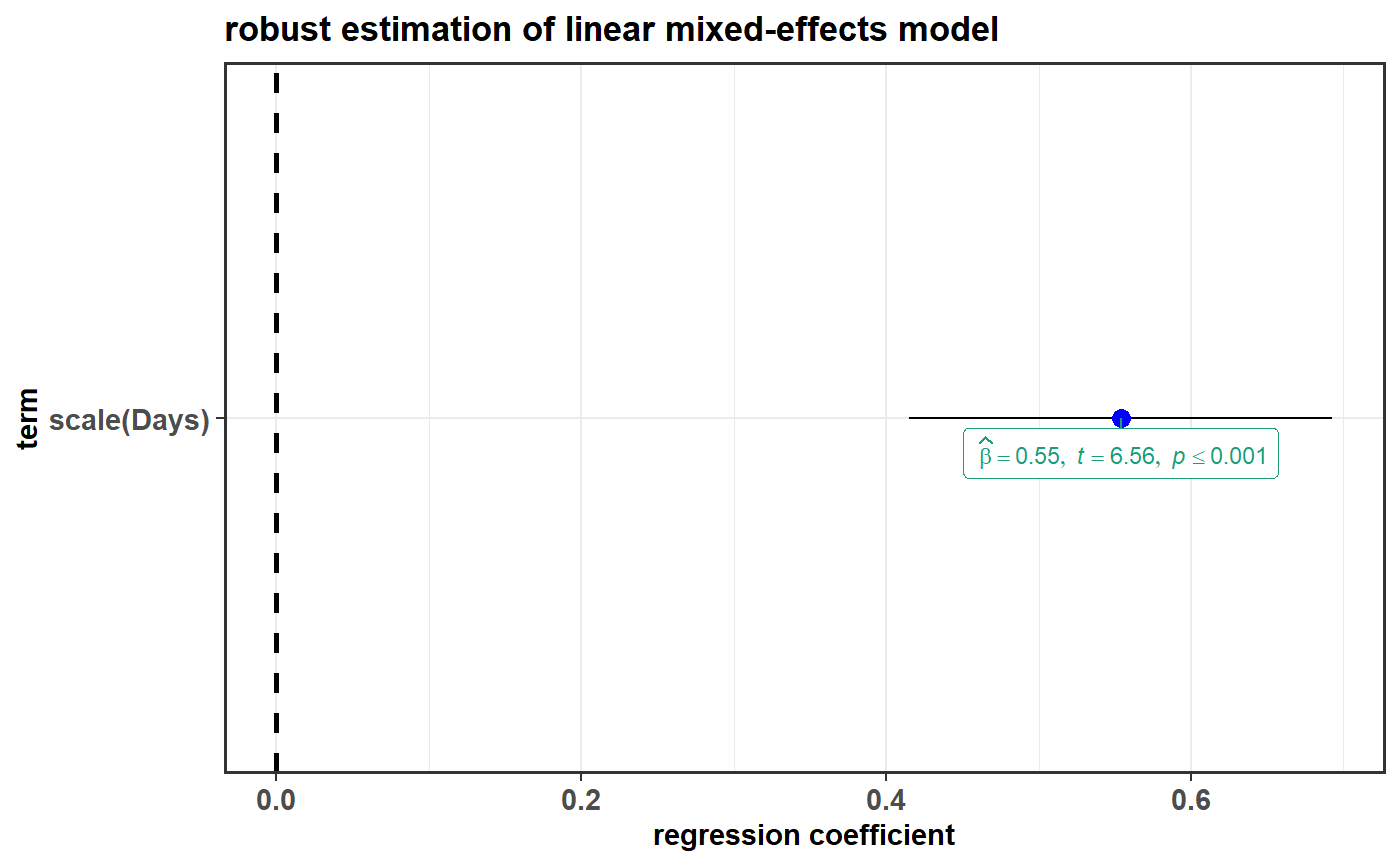 robust estimation of linear mixed-effects model
term
scale(Days)
β̂ = 0.55, t = 6.56, p ≤ 0.001
0.0 0.2 0.4 0.6
regression coefficient